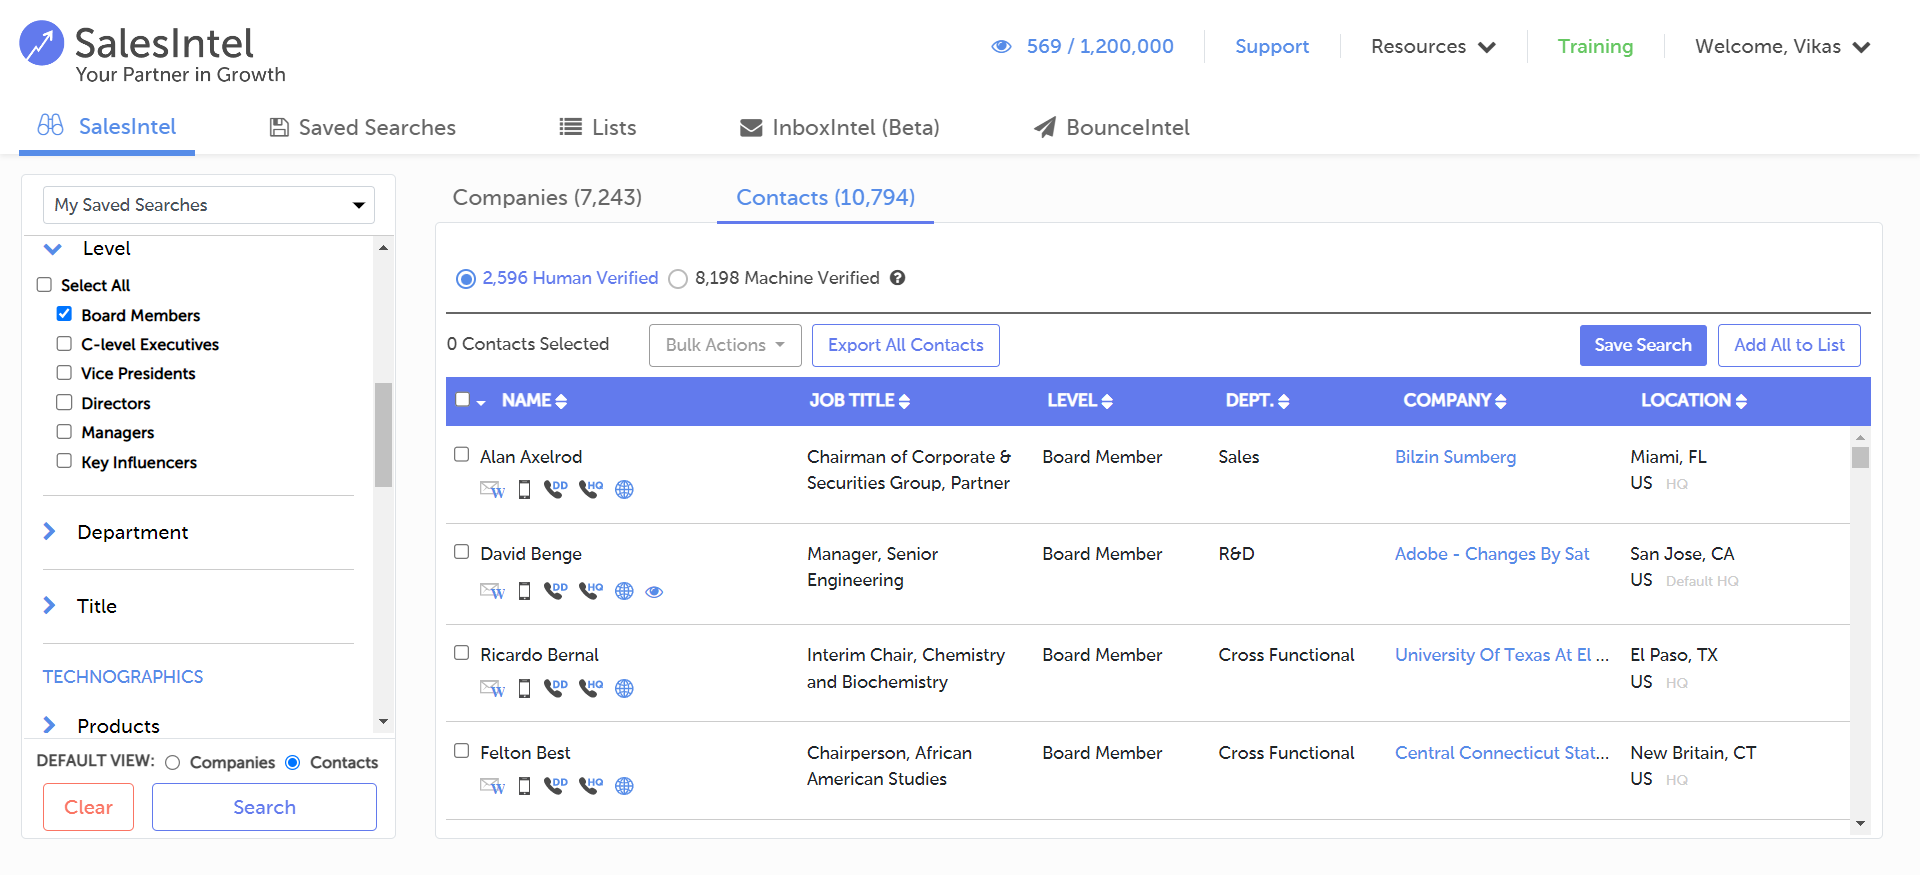 SalesIntel
Your Partner in Growth
569 / 1,200,000
Support
Resources
Training
Welcome, Vikas
SalesIntel
Saved Searches
Lists
InboxIntel (Beta)
BounceIntel
My Saved Searches
Level
Select All
Board Members
C-level Executives
Vice Presidents
Directors
Managers
Key Influencers
Department
Title
TECHNOGRAPHICS
Products
DEFAULT VIEW: Companies Contacts
Clear
Search
Companies (7,243)
Contacts (10,794)
2,596 Human Verified
8,198 Machine Verified ?
0 Contacts Selected
Bulk Actions
Export All Contacts
Save Search
Add All to List
NAME JOB TITLE LEVEL DEPT. COMPANY LOCATION
Alan Axelrod Chairman of Corporate & Board Member Sales Bilzin Sumberg Miami, FL
W DD HQ Securities Group, Partner US HQ
David Benge Manager, Senior Board Member R&D Adobe - Changes By Sat San Jose, CA
W DD HQ Engineering US Default HQ
Ricardo Bernal Interim Chair, Chemistry Board Member Cross Functional University Of Texas At El ... El Paso, TX
W DD HQ and Biochemistry US HQ
Felton Best Chairperson, African Board Member Cross Functional Central Connecticut Stat... New Britain, CT
W DD HQ American Studies US HQ